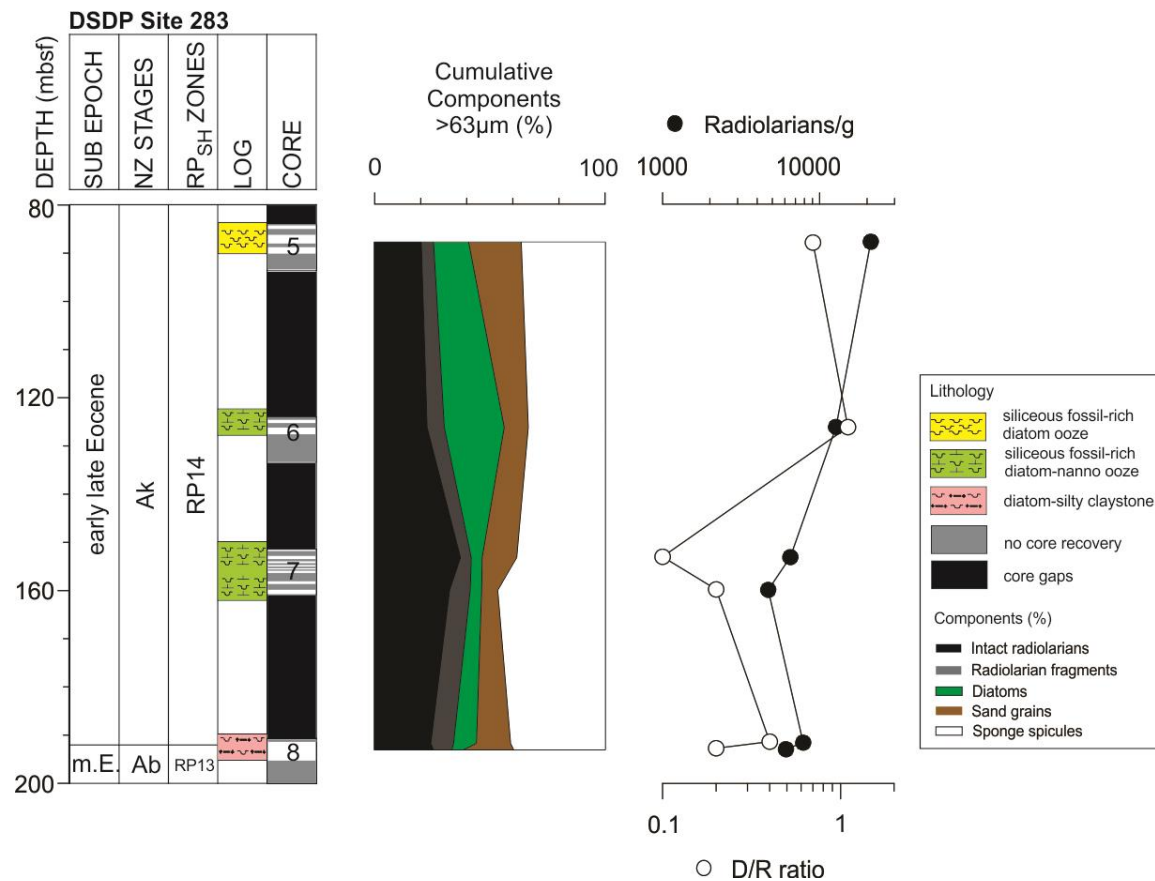 DSDP Site 283
DEPTH (mbsf)
SUB EPOCH
NZ STAGES
RPSH ZONES
LOG
CORE
80
120
160
200
early late Eocene
Ak
RP14
m.E.
Ab
RP13
5
6
7
8
Cumulative
Components
>63µm (%)
0
100
Radiolarians/g
1000
10000
0.1
1
D/R ratio
Lithology
siliceous fossil-rich
diatom ooze
siliceous fossil-rich
diatom-nanno ooze
diatom-silty claystone
no core recovery
core gaps
Components (%)
Intact radiolarians
Radiolarian fragments
Diatoms
Sand grains
Sponge spicules